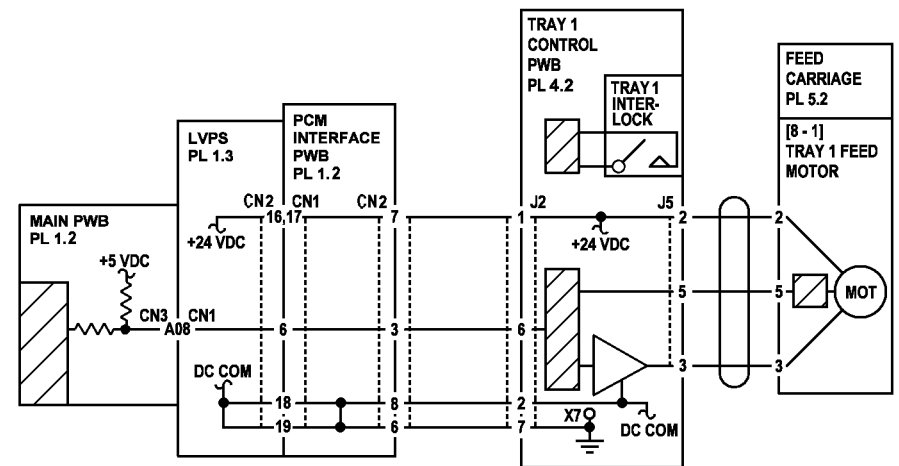 TRAY 1
CONTROL
PWB
PL 4.2
TRAY 1
INTER-
LOCK
FEED
CARRIAGE
PL 5.2
[8 - 1]
TRAY 1 FEED
MOTOR
PCM
INTERFACE
PWB
PL 1.2
LVPS
PL 1.3
MAIN PWB
PL 1.2
CN2 CN1 CN2 J2 J5
16 17 7 1 2 2
+24 VDC +24 VDC
+5 VDC
5 5 MOT
CN3 CN1
A08 6 3 6
3 3
DC COM
18 8 2
X7 DC COM
19 6 7